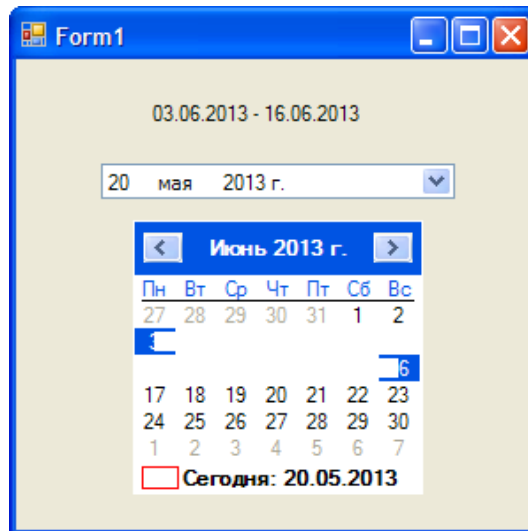 Form1
03.06.2013 - 16.06.2013
20 мая 2013 г.
Июнь 2013 г.
Пн Вт Ср Чт Пт Сб Вс
27 28 29 30 31 1 2
3
6
17 18 19 20 21 22 23
24 25 26 27 28 29 30
1 2 3 4 5 6 7
Сегодня: 20.05.2013